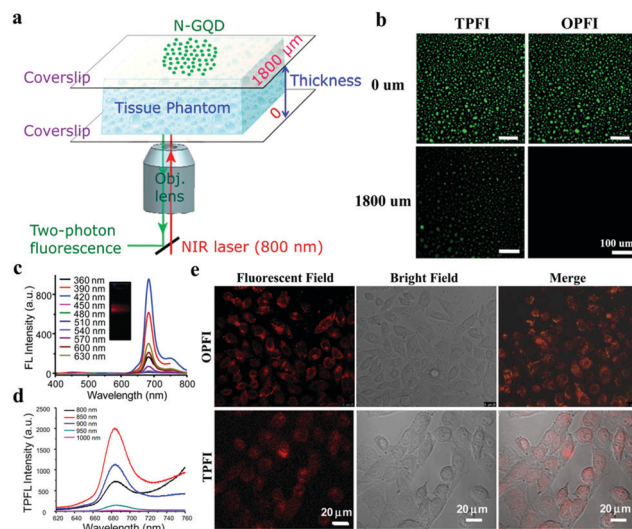 a
N-GQD
Coverslip
1800 μm
Thickness
Tissue Phantom
0
Coverslip
Obj.
lens
Two-photon
fluorescence
NIR laser (800 nm)
b
TPFI
OPFI
0 um
1800 um
100 um
c
FL Intensity (a.u.)
800
400
0
360 nm
390 nm
420 nm
450 nm
480 nm
510 nm
540 nm
570 nm
600 nm
630 nm
400 500 600 700 800
Wavelength (nm)
d
TPFL Intensity (a.u.)
2500
2000
1500
1000
500
0
800 nm
850 nm
900 nm
950 nm
1000 nm
620 640 660 680 700 720 740 760
Wavelength (nm)
e
Fluorescent Field
Bright Field
Merge
OPFI
TPFI
20 μm
20 μm
20 μm